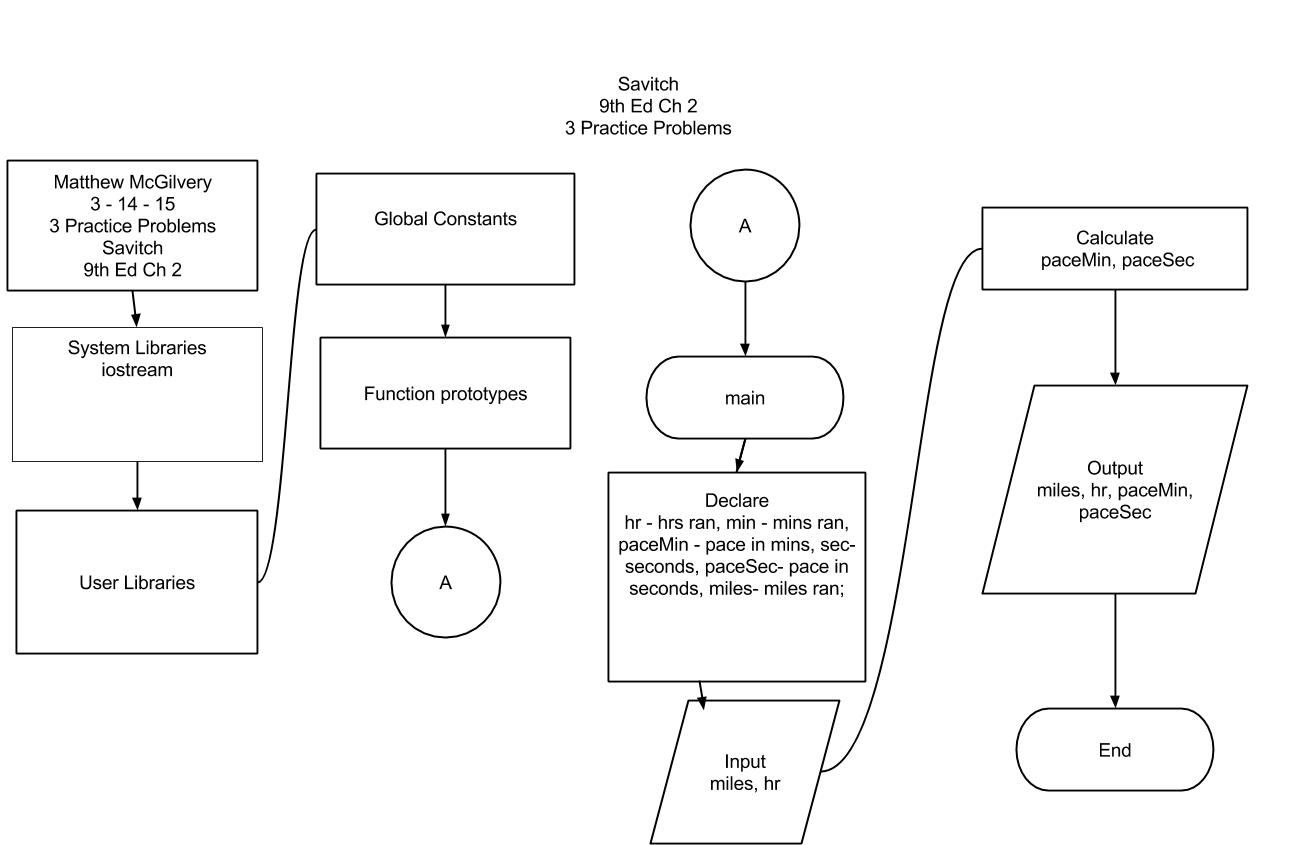 Savitch
9th Ed Ch 2
3 Practice Problems
Matthew McGilvery
3 - 14 - 15
3 Practice Problems
Savitch
9th Ed Ch 2
System Libraries
iostream
User Libraries
Global Constants
Function prototypes
A
A
main
Declare
hr - hrs ran, min - mins ran,
paceMin - pace in mins, sec-
seconds, paceSec- pace in
seconds, miles- miles ran;
Input
miles, hr
Calculate
paceMin, paceSec
Output
miles, hr, paceMin,
paceSec
End